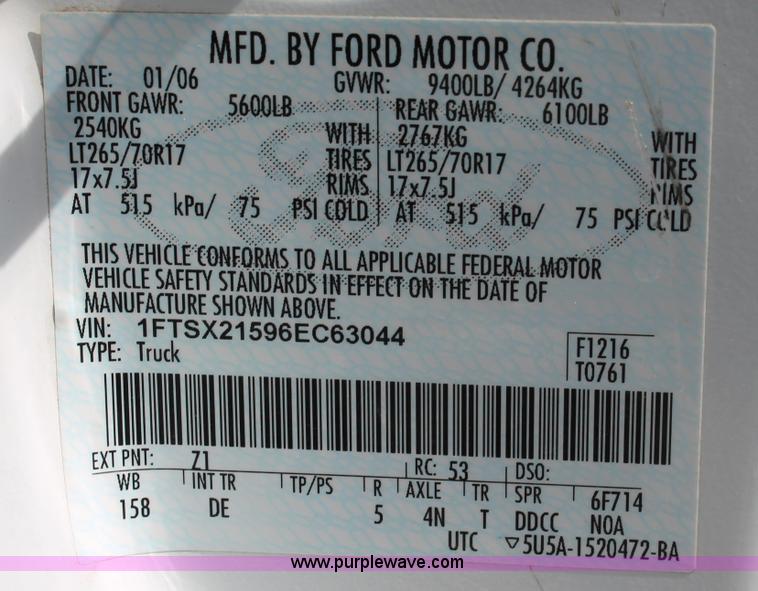 MFD. BY FORD MOTOR CO.
DATE: 01/06 GVWR: 9400LB/ 4264KG
FRONT GAWR: 5600LB REAR GAWR: 6100LB
2540KG WITH 2767KG WITH
LT265/70R17 TIRES LT265/70R17 TIRES
17x7.5J RIMS 17x7.5J RIMS
AT 515 kPa/ 75 PSI COLD AT 515 kPa/ 75 PSI COLD
THIS VEHICLE CONFORMS TO ALL APPLICABLE FEDERAL MOTOR
VEHICLE SAFETY STANDARDS IN EFFECT ON THE DATE OF
MANUFACTURE SHOWN ABOVE.
VIN: 1FTSX21596EC63044
TYPE: Truck
F1216
T0761
EXT PNT: Z1 RC: 53 DSO:
WB INT TR TP/PS R AXLE TR SPR 6F714
158 DE 5 4N T DDCC NOA
UTC ▽5U5A-1520472-BA
www.purplewave.com